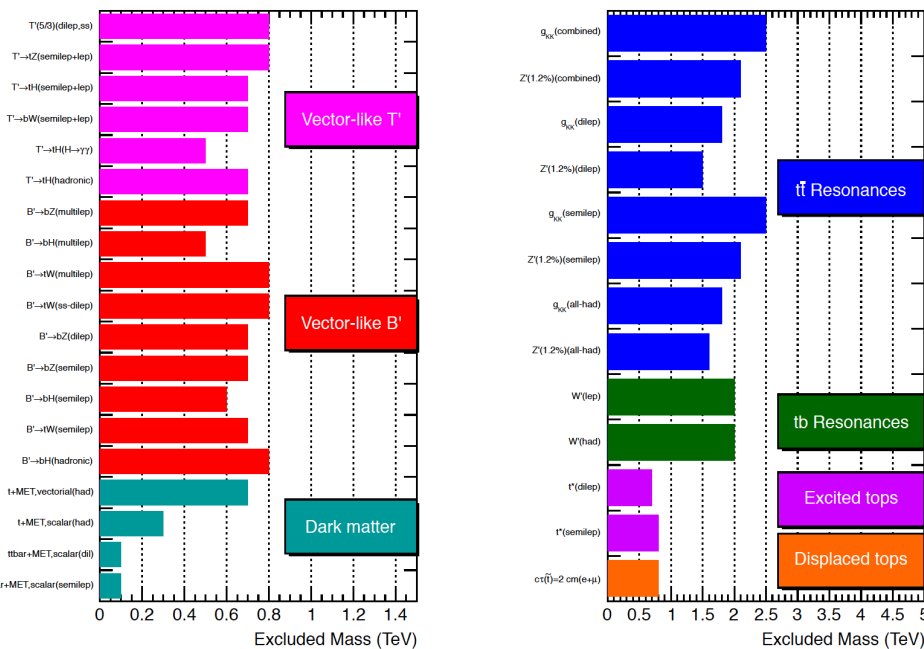 T'(5/3)(dilep,ss)
T'→tZ(semilep+lep)
T'→tH(semilep+lep)
T'→bW(semilep+lep)
T'→tH(H→γγ)
T'→tH(hadronic)
B'→bZ(multilep)
B'→bH(multilep)
B'→tW(multilep)
B'→tW(ss-dilep)
B'→bZ(dilep)
B'→bZ(semilep)
B'→bH(semilep)
B'→tW(semilep)
B'→bH(hadronic)
t+MET,vectorial(had)
t+MET,scalar(had)
ttbar+MET,scalar(dil)
r+MET,scalar(semilep)
Vector-like T'
Vector-like B'
Dark matter
0 0.2 0.4 0.6 0.8 1 1.2 1.4
Excluded Mass (TeV)
g_KK(combined)
Z'(1.2%)(combined)
g_KK(dilep)
Z'(1.2%)(dilep)
g_KK(semilep)
Z'(1.2%)(semilep)
g_KK(all-had)
Z'(1.2%)(all-had)
W'(lep)
W'(had)
t*(dilep)
t*(semilep)
cτ(t̃)=2 cm(e+μ)
tt̄ Resonances
tb Resonances
Excited tops
Displaced tops
0 0.5 1 1.5 2 2.5 3 3.5 4 4.5 5
Excluded Mass (TeV)